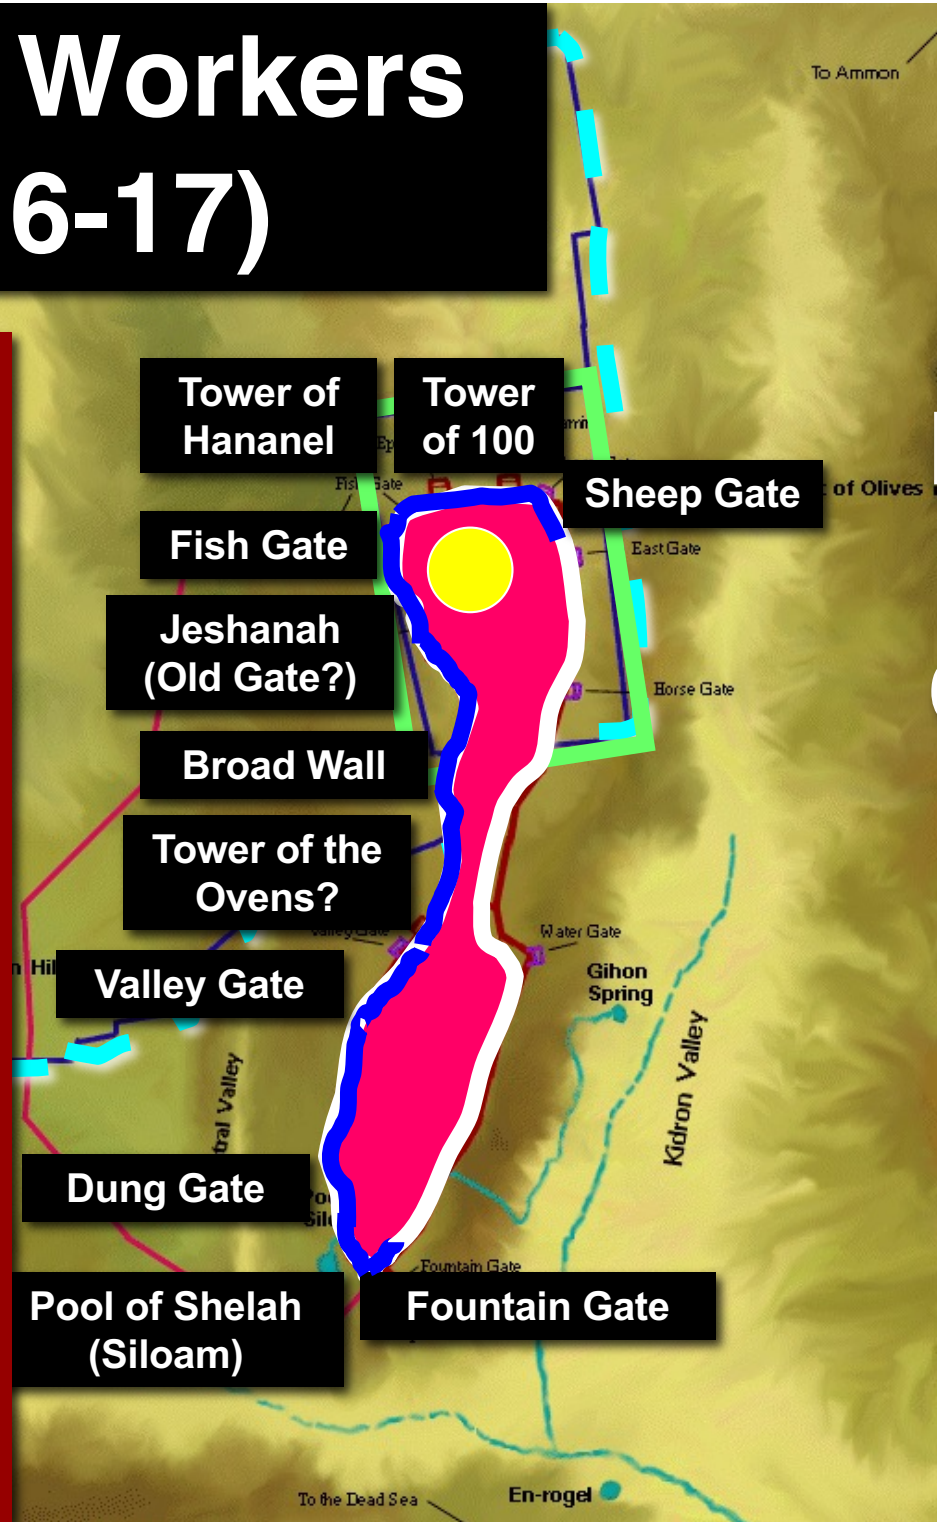 Workers
6-17)
To Ammon
Tower of
Hananel
Tower
of 100
Sheep Gate
of Olives
Fish Gate
East Gate
Jeshanah
(Old Gate?)
Horse Gate
Broad Wall
Tower of the
Ovens?
Water Gate
Valley Gate
Gihon
Spring
Kidron Valley
Valley
Dung Gate
Fountain Gate
Pool of Shelah
(Siloam)
Fountain Gate
En-rogel
To the Dead Sea